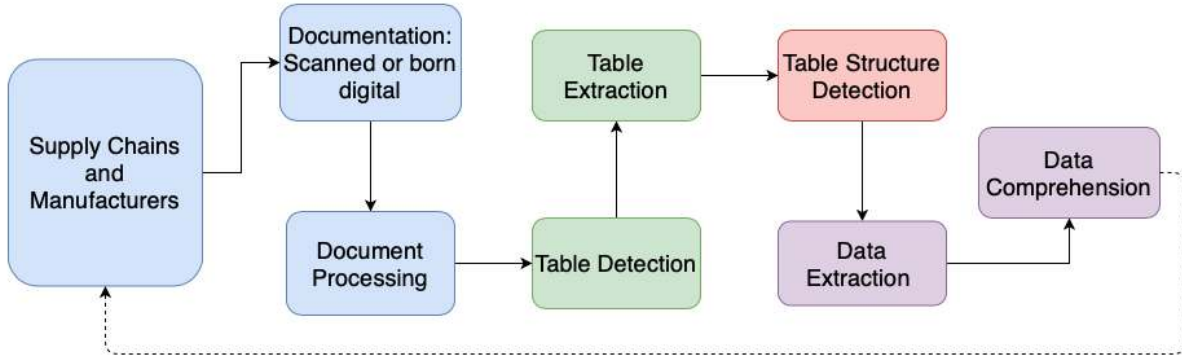 Supply Chains
and
Manufacturers
Documentation:
Scanned or born
digital
Document
Processing
Table Detection
Table
Extraction
Table Structure
Detection
Data
Extraction
Data
Comprehension